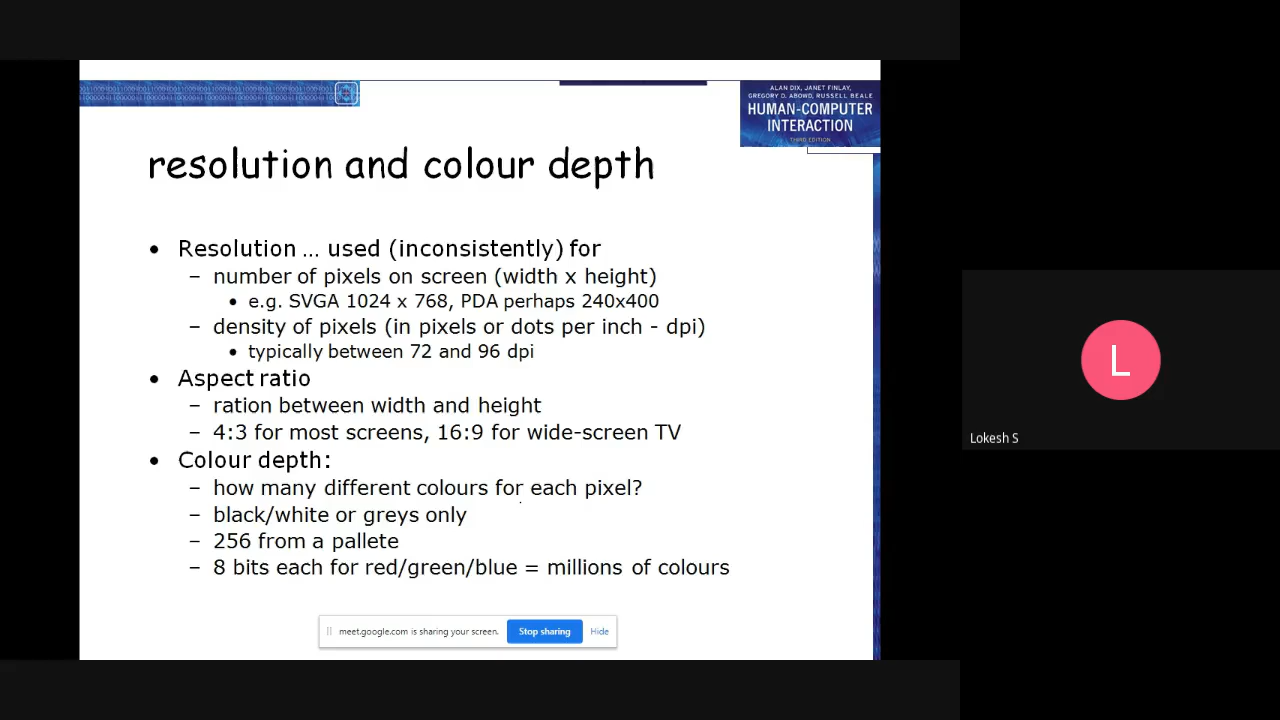 ALAN DIX, JANET FINLAY,
GREGORY D. ABOWD, RUSSELL BEALE
HUMAN-COMPUTER
INTERACTION
THIRD EDITION
resolution and colour depth
• Resolution … used (inconsistently) for
– number of pixels on screen (width x height)
• e.g. SVGA 1024 x 768, PDA perhaps 240x400
– density of pixels (in pixels or dots per inch - dpi)
• typically between 72 and 96 dpi
• Aspect ratio
– ration between width and height
– 4:3 for most screens, 16:9 for wide-screen TV
• Colour depth:
– how many different colours for each pixel?
– black/white or greys only
– 256 from a pallete
– 8 bits each for red/green/blue = millions of colours
meet.google.com is sharing your screen. Stop sharing Hide
L
Lokesh S